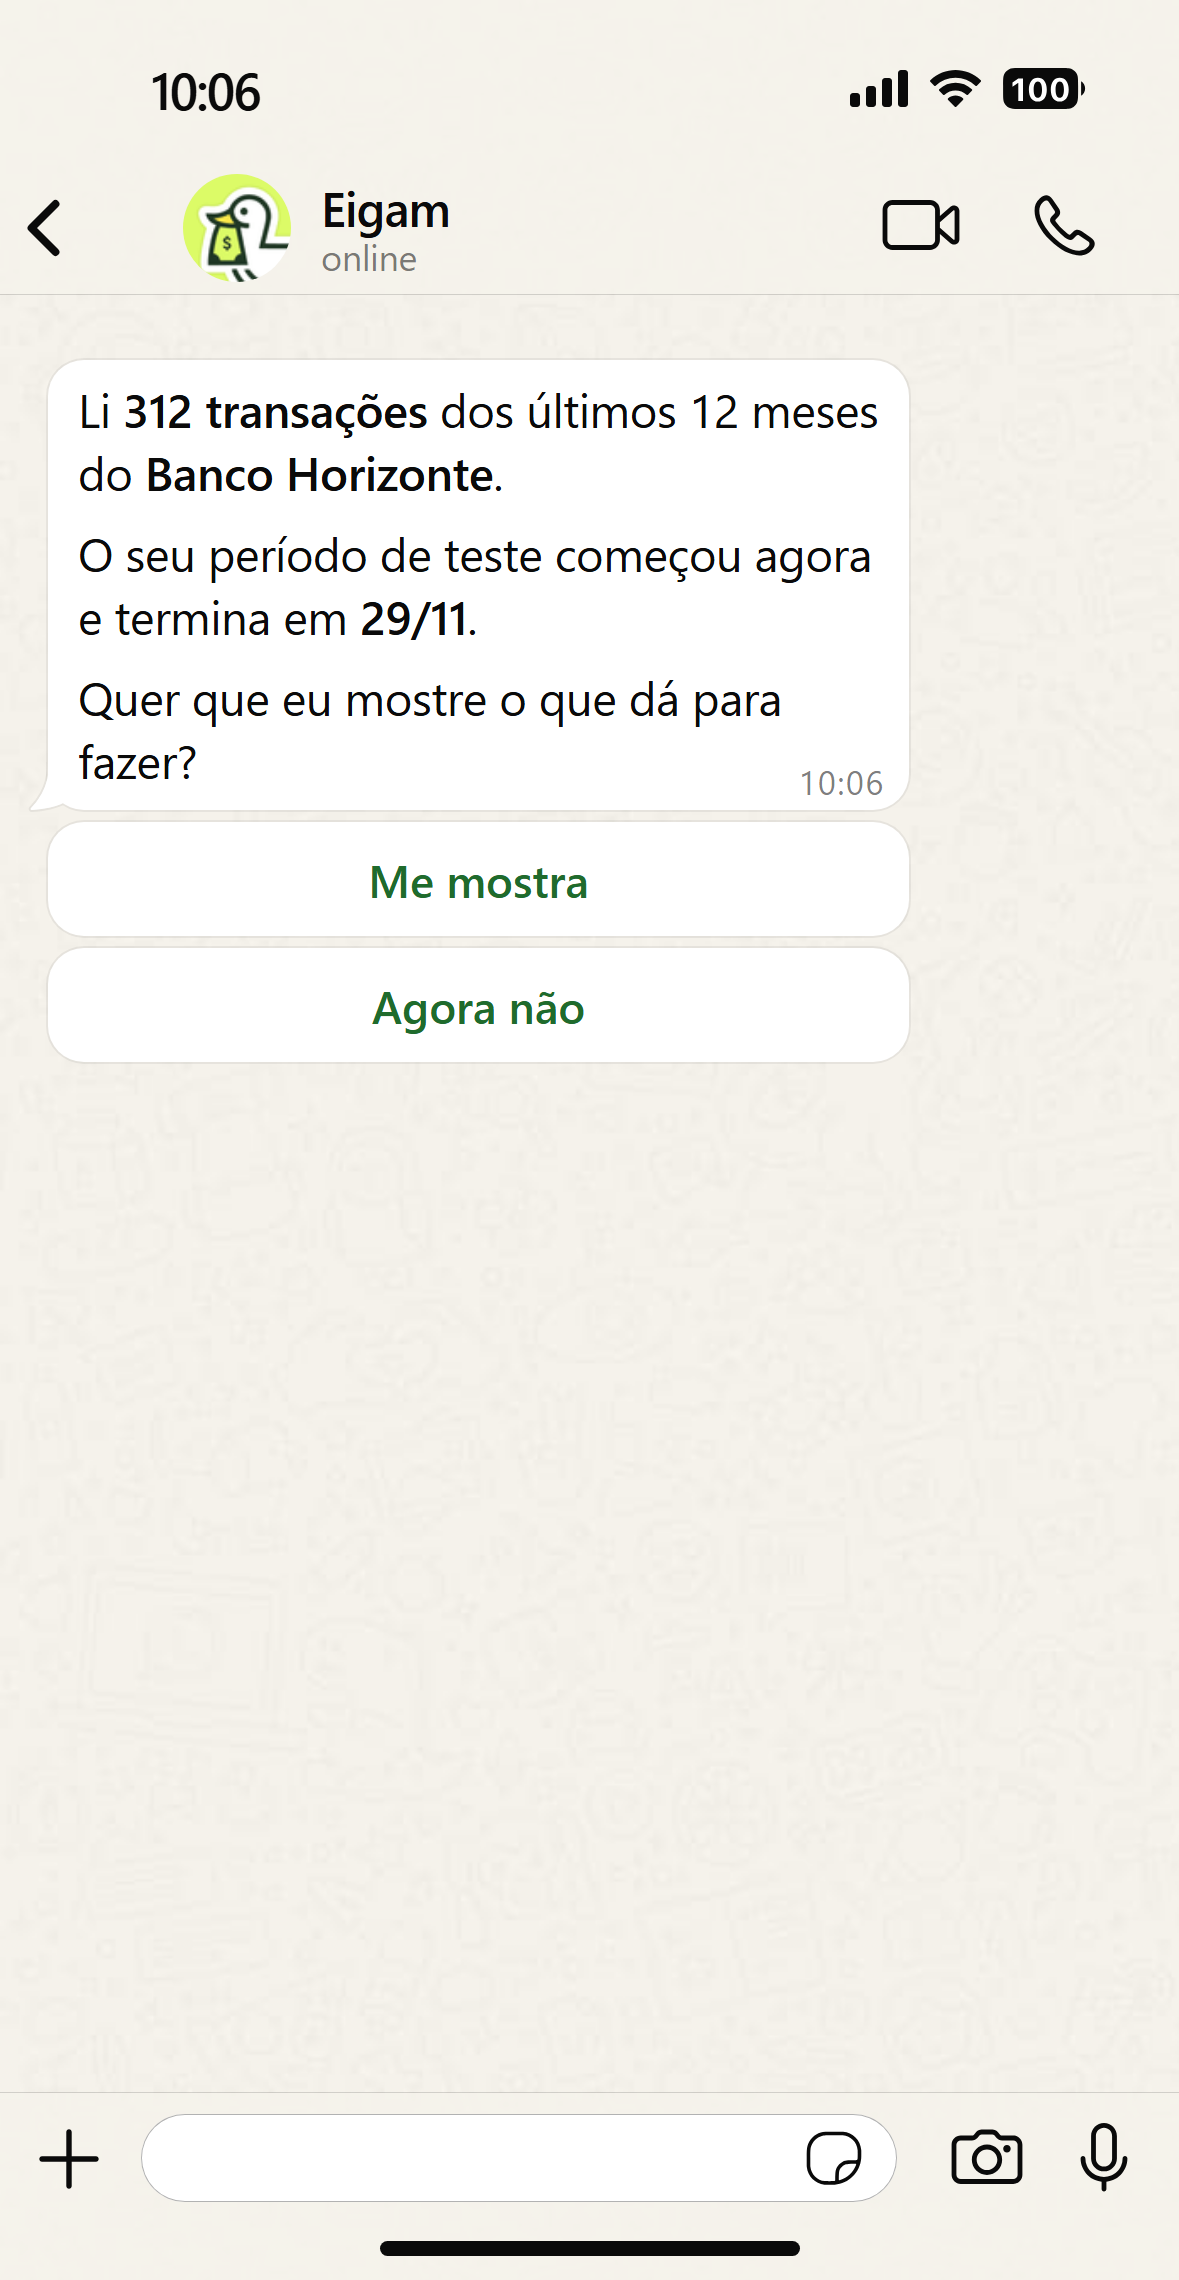 10:06
100
Eigam
online
$
Li 312 transações dos últimos 12 meses
do Banco Horizonte.
O seu período de teste começou agora
e termina em 29/11.
Quer que eu mostre o que dá para
fazer?
10:06
Me mostra
Agora não